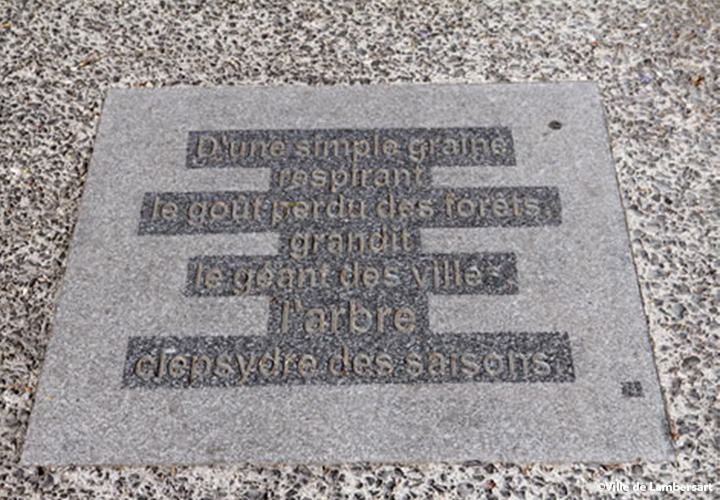 D'une simple graine
respirant
le goût perdu des forêts,
grandit
le géant des villes :
l'arbre
clepsydre des saisons.
©Ville de Lambersart